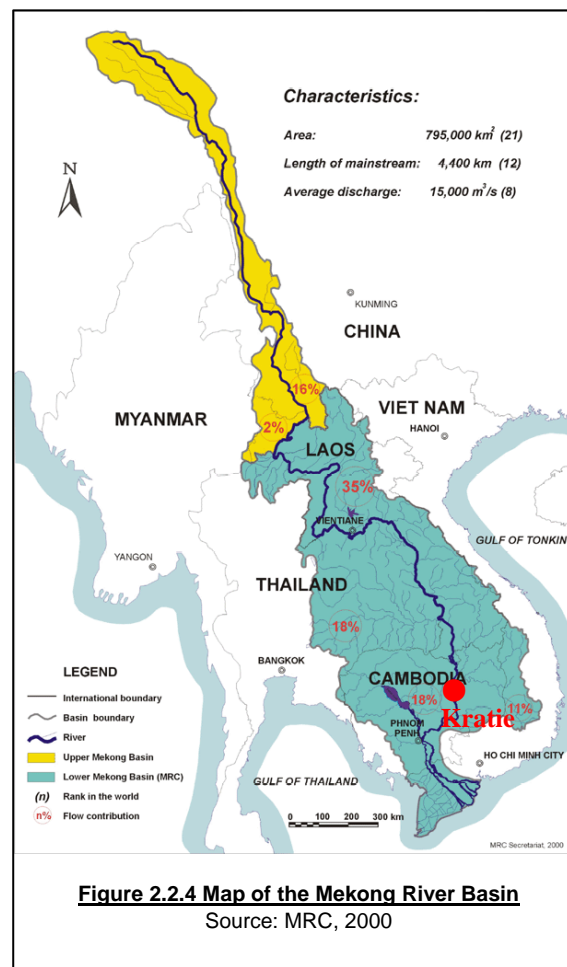 Characteristics:
Area: 795,000 km² (21)
Length of mainstream: 4,400 km (12)
Average discharge: 15,000 m³/s (8)
N
KUNMING
CHINA
16%
MYANMAR
VIET NAM
2%
HANOI
LAOS
35%
VIENTIANE
GULF OF TONKIN
YANGON
THAILAND
18%
BANGKOK
CAMBODIA
18%
11%
Kratie
PHNOM
PENH
HO CHI MINH CITY
GULF OF THAILAND
LEGEND
International boundary
Basin boundary
River
Upper Mekong Basin
Lower Mekong Basin (MRC)
(n) Rank in the world
n% Flow contribution
0 100 200 300 km
MRC Secretariat, 2000
Figure 2.2.4 Map of the Mekong River Basin
Source: MRC, 2000